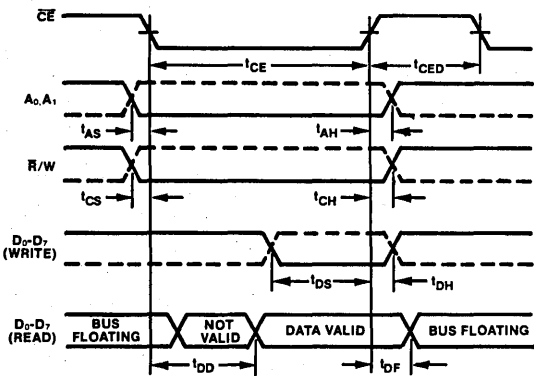 CE
tCE
tCED
A0,A1
tAS
tAH
R/W
tCS
tCH
D0-D7
(WRITE)
tDS
tDH
D0-D7
(READ)
BUS
FLOATING
NOT
VALID
DATA VALID
BUS FLOATING
tDD
tDF